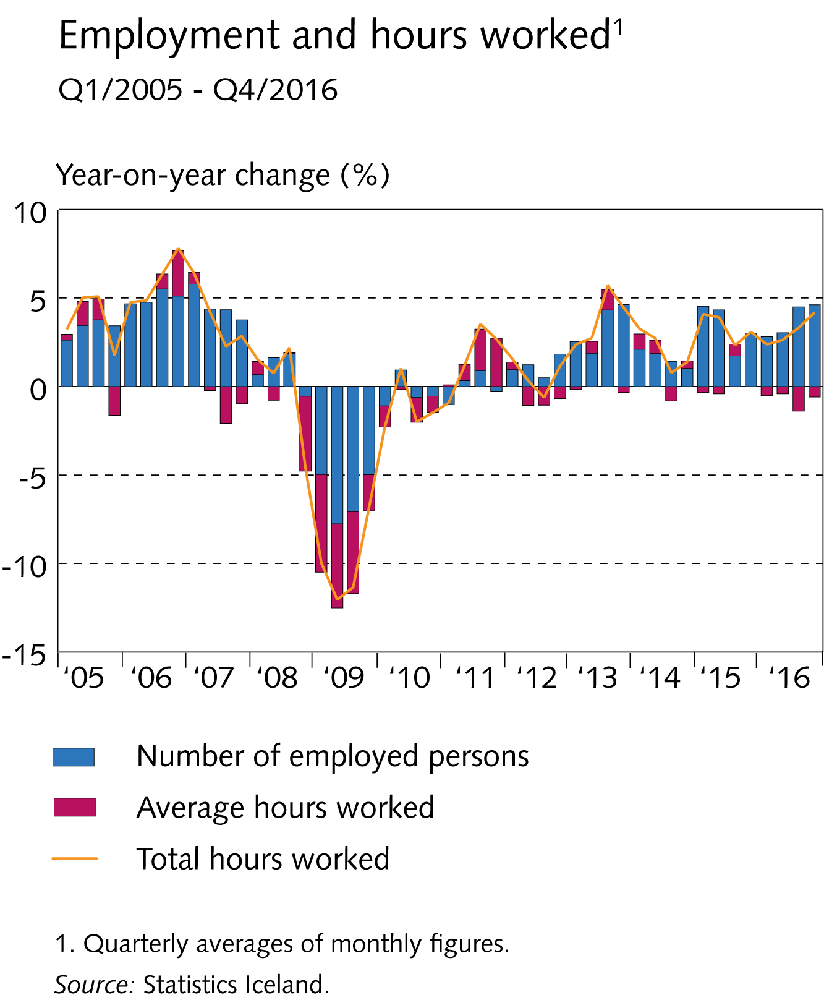 Employment and hours worked¹
Q1/2005 - Q4/2016
Year-on-year change (%)
10
5
0
-5
-10
-15
‘05 ‘06 ‘07 ‘08 ‘09 ‘10 ‘11 ‘12 ‘13 ‘14 ‘15 ‘16
Number of employed persons
Average hours worked
Total hours worked
1. Quarterly averages of monthly figures.
Source: Statistics Iceland.